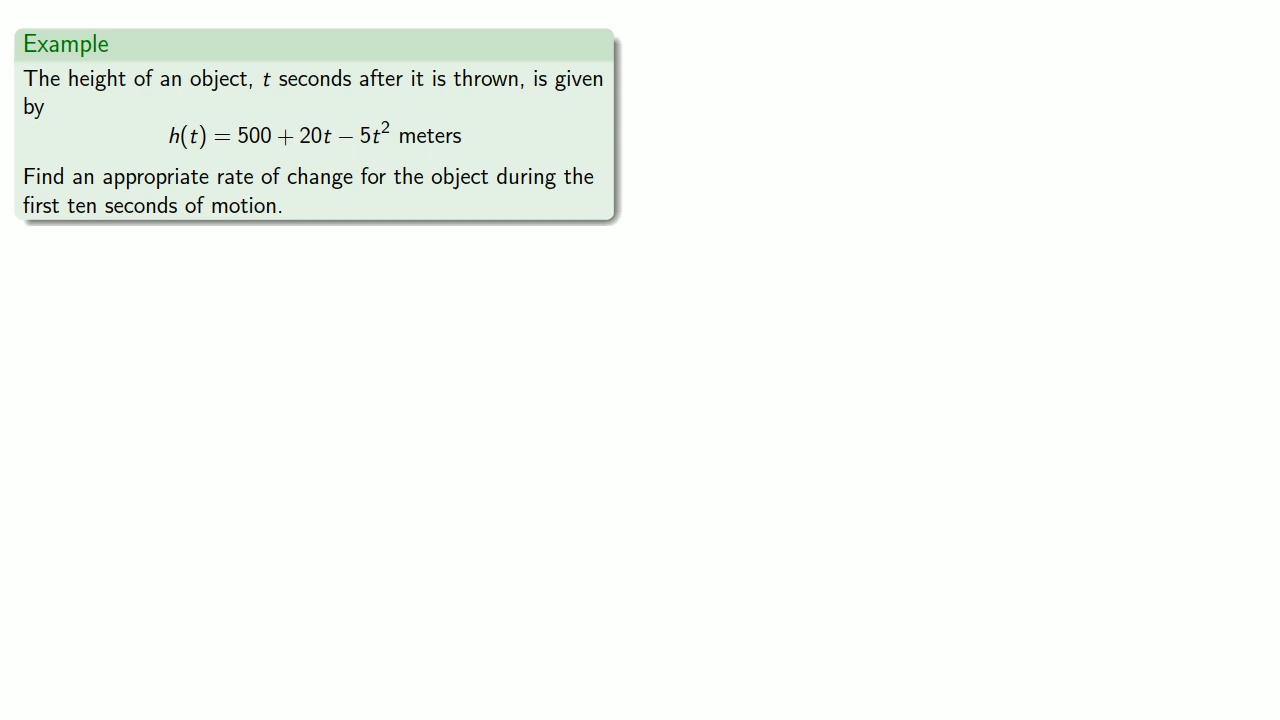 Example
The height of an object, t seconds after it is thrown, is given
by
h(t) = 500 + 20t − 5t² meters
Find an appropriate rate of change for the object during the
first ten seconds of motion.